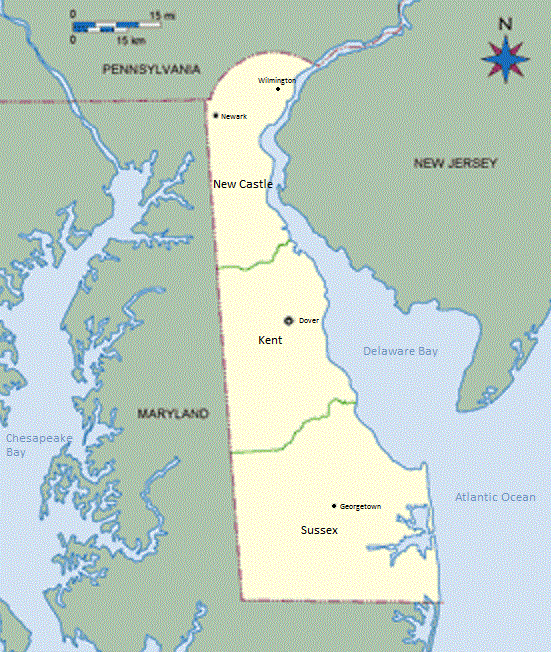 0 15 mi
0 15 km
N
PENNSYLVANIA
Wilmington
Newark
NEW JERSEY
New Castle
Dover
Kent
Delaware Bay
MARYLAND
Chesapeake
Bay
Atlantic Ocean
Georgetown
Sussex